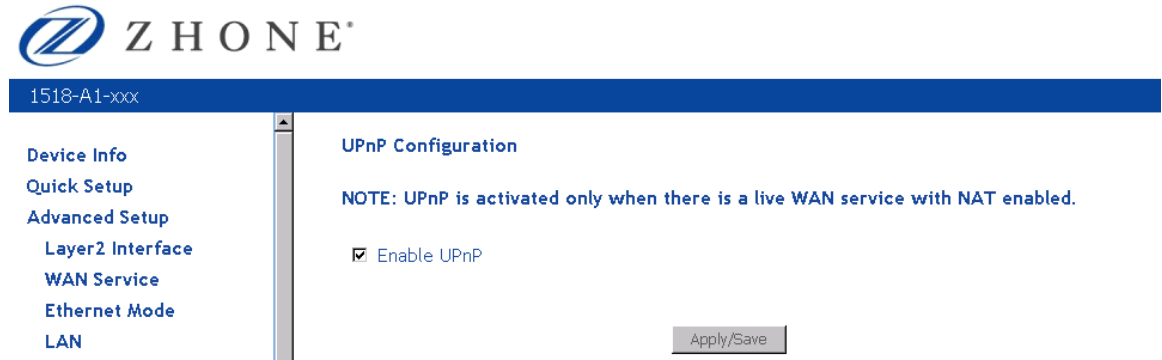 ZHONE
1518-A1-xxx
Device Info
Quick Setup
Advanced Setup
Layer2 Interface
WAN Service
Ethernet Mode
LAN
UPnP Configuration
NOTE: UPnP is activated only when there is a live WAN service with NAT enabled.
Enable UPnP
Apply/Save